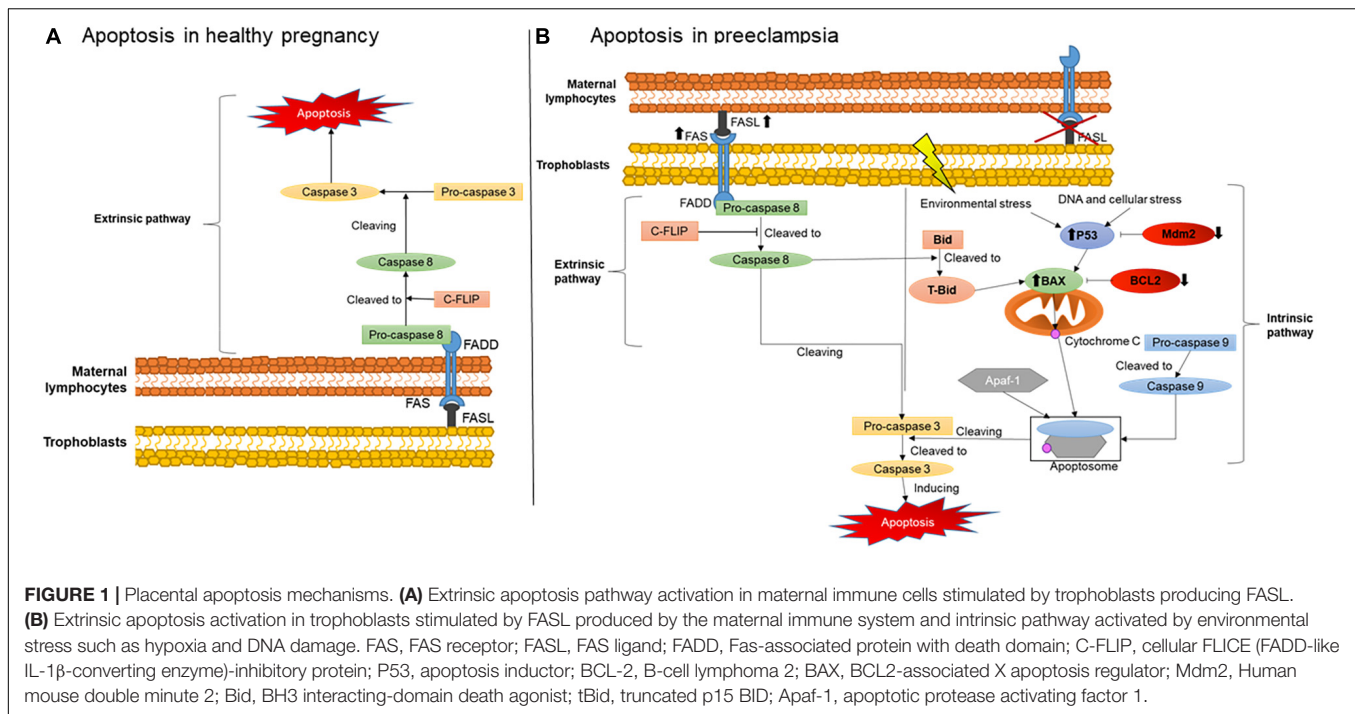 A Apoptosis in healthy pregnancy
Apoptosis
Extrinsic pathway
Caspase 3
Pro-caspase 3
Cleaving
Caspase 8
Cleaved to
C-FLIP
Pro-caspase 8
FADD
Maternal
lymphocytes
FAS
FASL
Trophoblasts
B Apoptosis in preeclampsia
Maternal
lymphocytes
FASL
FAS
FASL
Trophoblasts
FADD
Pro-caspase 8
Environmental stress
DNA and cellular stress
C-FLIP
Cleaved to
P53
Mdm2
Extrinsic
pathway
Caspase 8
Bid
Cleaved to
T-Bid
BAX
BCL2
Intrinsic
pathway
Cytochrome C
Pro-caspase 9
Cleaving
Cleaved to
Apaf-1
Caspase 9
Pro-caspase 3
Cleaving
Cleaved to
Apoptosome
Caspase 3
Inducing
Apoptosis
FIGURE 1 | Placental apoptosis mechanisms. (A) Extrinsic apoptosis pathway activation in maternal immune cells stimulated by trophoblasts producing FASL.
(B) Extrinsic apoptosis activation in trophoblasts stimulated by FASL produced by the maternal immune system and intrinsic pathway activated by environmental
stress such as hypoxia and DNA damage. FAS, FAS receptor; FASL, FAS ligand; FADD, Fas-associated protein with death domain; C-FLIP, cellular FLICE (FADD-like
IL-1β-converting enzyme)-inhibitory protein; P53, apoptosis inductor; BCL-2, B-cell lymphoma 2; BAX, BCL2-associated X apoptosis regulator; Mdm2, Human
mouse double minute 2; Bid, BH3 interacting-domain death agonist; tBid, truncated p15 BID; Apaf-1, apoptotic protease activating factor 1.